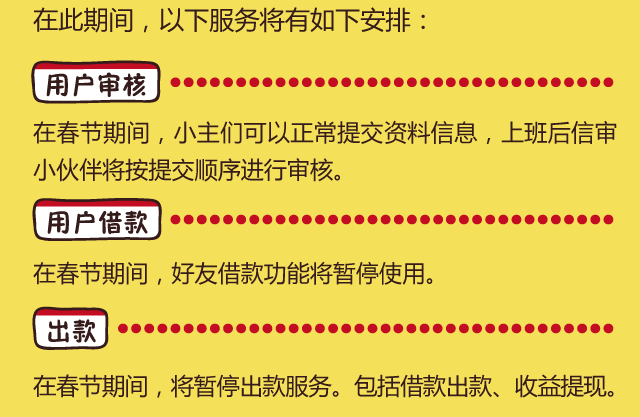 在此期间，以下服务将有如下安排：
用户审核
在春节期间，小主们可以正常提交资料信息，上班后信审
小伙伴将按提交顺序进行审核。
用户借款
在春节期间，好友借款功能将暂停使用。
出款
在春节期间，将暂停出款服务。包括借款出款、收益提现。